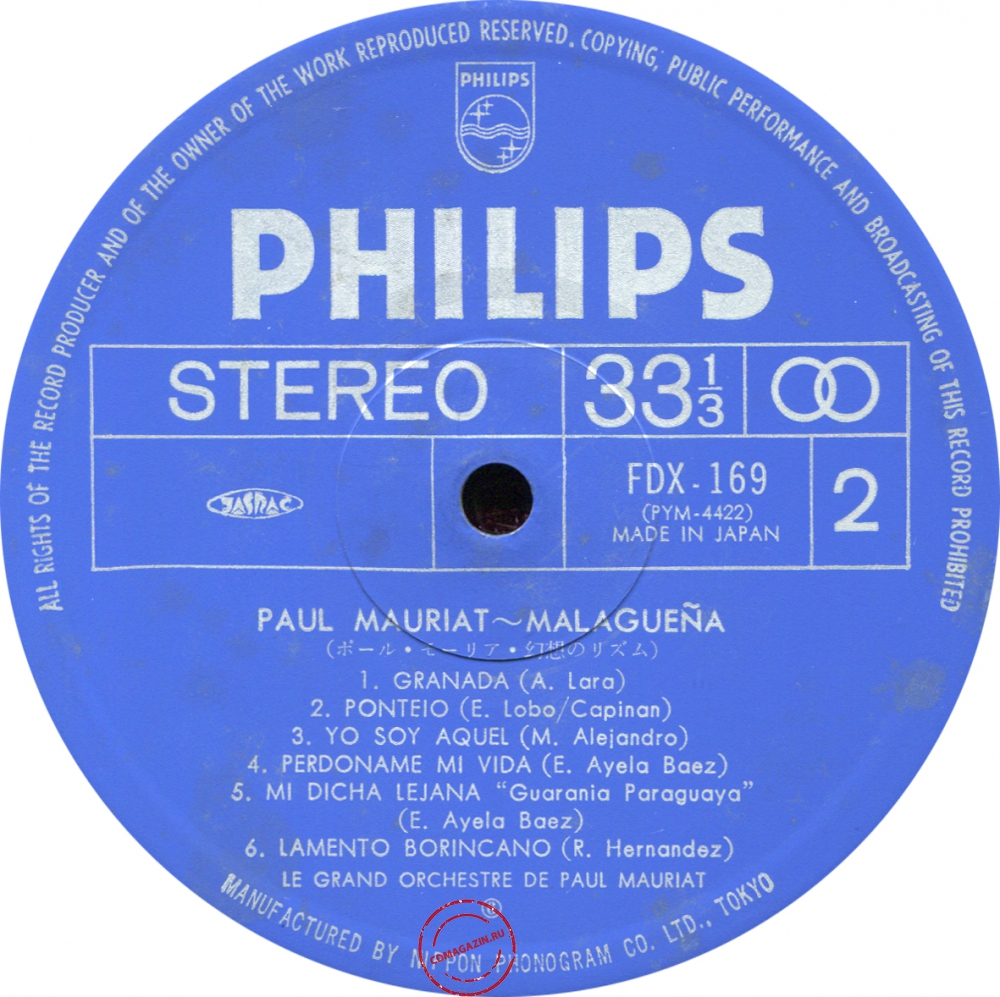 ALL RIGHTS OF THE RECORD PRODUCER AND OF THE OWNER OF THE WORK REPRODUCED RESERVED. COPYING, PUBLIC PERFORMANCE AND BROADCASTING OF THIS RECORD PROHIBITED
PHILIPS
PHILIPS
STEREO
33 1/3
JASRAC
FDX - 169
(PYM-4422)
MADE IN JAPAN
2
PAUL MAURIAT～MALAGUEÑA
(ポール・モーリア・幻想のリズム)
1. GRANADA (A. Lara)
2. PONTEIO (E. Lobo/Capinan)
3. YO SOY AQUEL (M. Alejandro)
4. PERDONAME MI VIDA (E. Ayela Baez)
5. MI DICHA LEJANA "Guarania Paraguaya"
(E. Ayela Baez)
6. LAMENTO BORINCANO (R. Hernandez)
LE GRAND ORCHESTRE DE PAUL MAURIAT
Ⓟ
MANUFACTURED BY NIPPON PHONOGRAM CO. LTD., TOKYO
CDMAGAZIN.RU